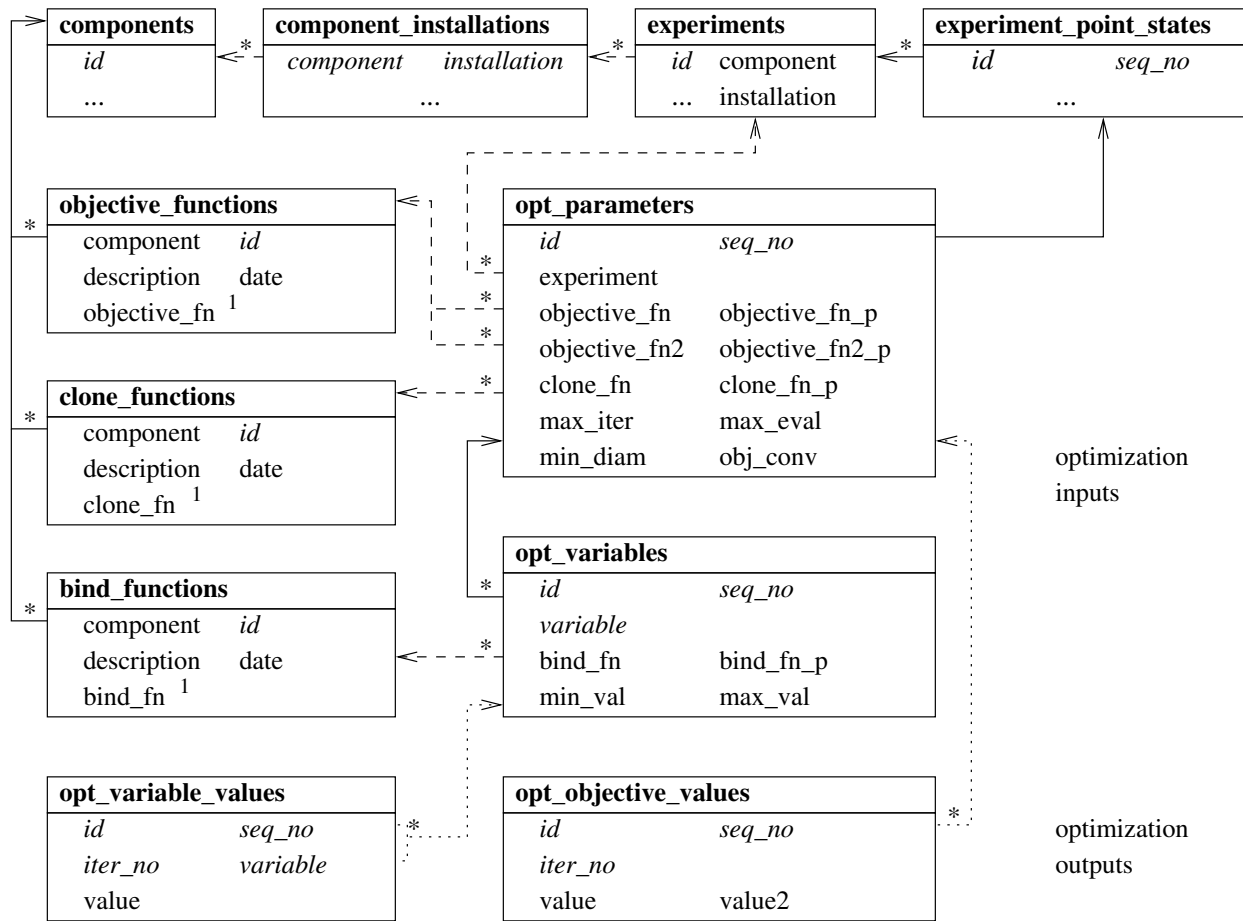 components
id
...
*
component_installations
component installation
...
*
experiments
id component
... installation
*
experiment_point_states
id seq_no
...
objective_functions
* component id
description date
objective_fn 1
clone_functions
* component id
description date
clone_fn 1
bind_functions
* component id
description date
bind_fn 1
opt_parameters
id seq_no
* experiment
* objective_fn objective_fn_p
* objective_fn2 objective_fn2_p
* clone_fn clone_fn_p
max_iter max_eval
min_diam obj_conv
optimization
inputs
opt_variables
* id seq_no
variable
* bind_fn bind_fn_p
min_val max_val
opt_variable_values
id seq_no *
iter_no variable
value
opt_objective_values
id seq_no *
iter_no
value value2
optimization
outputs